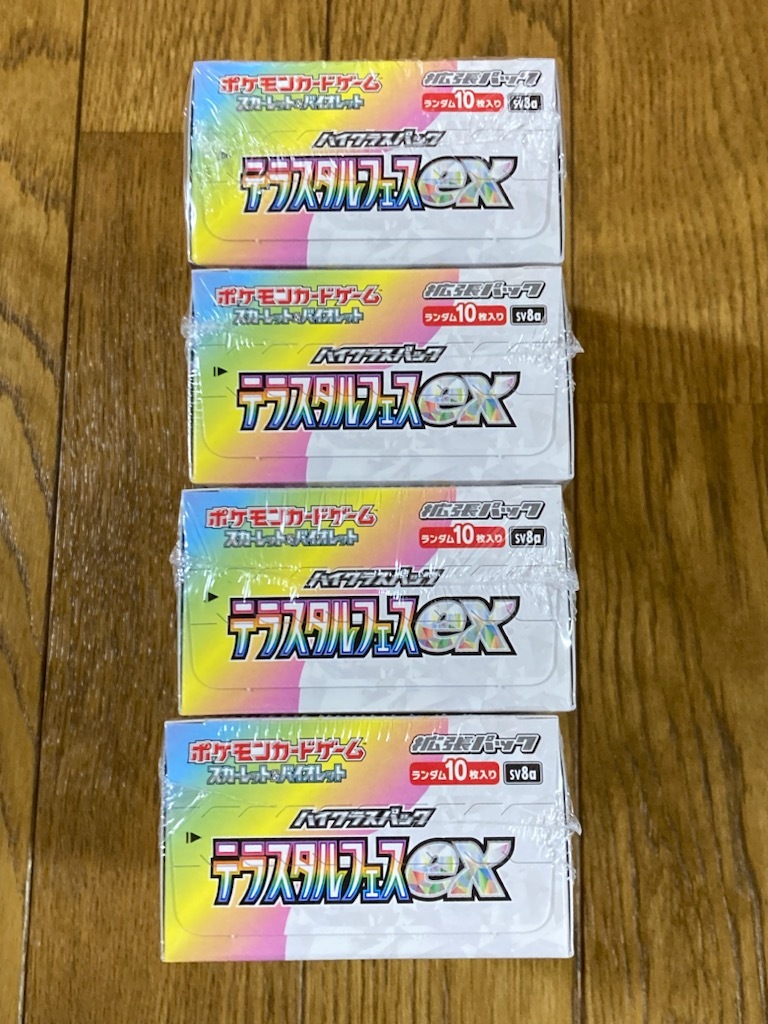 ポケモンカードゲーム
スカーレット&バイオレット
拡張パック
ランダム10枚入り sv8a
ハイクラスパック
テラスタルフェスex
ポケモンカードゲーム
スカーレット&バイオレット
拡張パック
ランダム10枚入り sv8a
ハイクラスパック
テラスタルフェスex
ポケモンカードゲーム
スカーレット&バイオレット
拡張パック
ランダム10枚入り sv8a
ハイクラスパック
テラスタルフェスex
ポケモンカードゲーム
スカーレット&バイオレット
拡張パック
ランダム10枚入り sv8a
ハイクラスパック
テラスタルフェスex